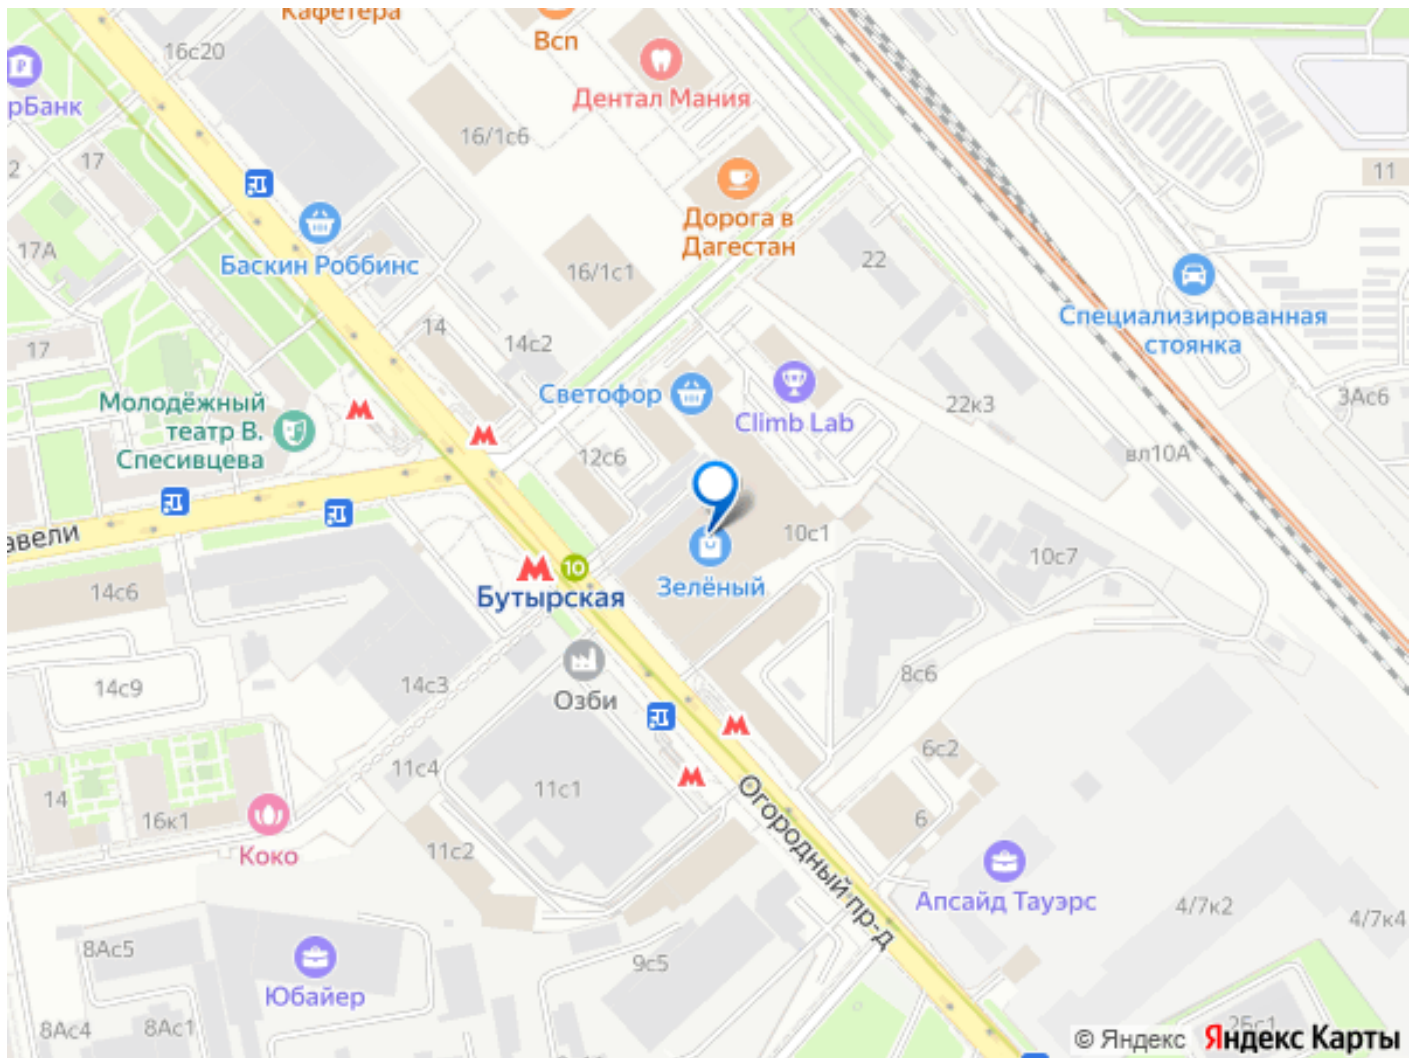 Кафетера
Всп
16с20
рБанк
Дентал Мания
16/1с6
17
2
11
Дорога в
Дагестан
17А
Баскин Роббинс
16/1с1
22
Специализированная
стоянка
14
14с2
17
Светофор
Climb Lab
22к3
3Ас6
Молодёжный
театр В.
Спесивцева
12с6
вл10А
авели
10с1
10с7
Зелёный
10
Бутырская
14с6
14с9
14с3
Озби
8с6
6с2
11с4
11с1
14
16к1
6
Огородный пр-д
Коко
11с2
Апсайд Тауэрс
4/7к2
4/7к4
8Ас5
9с5
Юбайер
8Ас4
8Ас1
25с1
© Яндекс
Яндекс Карты